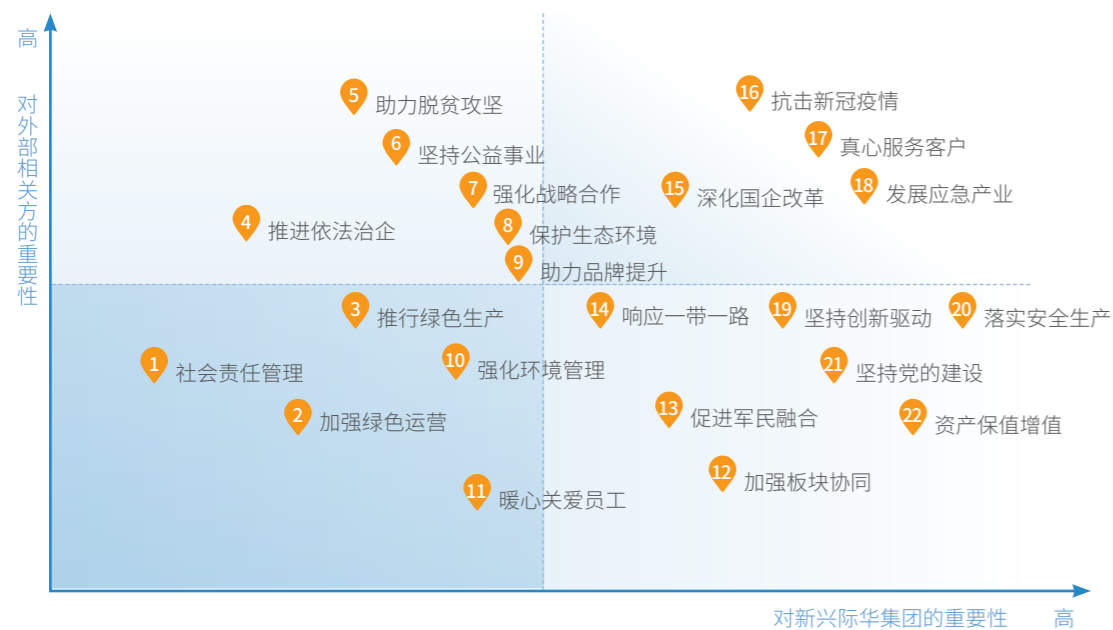 高
对外部相关方的重要性
5 助力脱贫攻坚
16 抗击新冠疫情
6 坚持公益事业
17 真心服务客户
7 强化战略合作
15 深化国企改革
18 发展应急产业
4 推进依法治企
8 保护生态环境
9 助力品牌提升
3 推行绿色生产
14 响应一带一路
19 坚持创新驱动
20 落实安全生产
1 社会责任管理
10 强化环境管理
21 坚持党的建设
2 加强绿色运营
13 促进军民融合
22 资产保值增值
12 加强板块协同
11 暖心关爱员工
对新兴际华集团的重要性 高